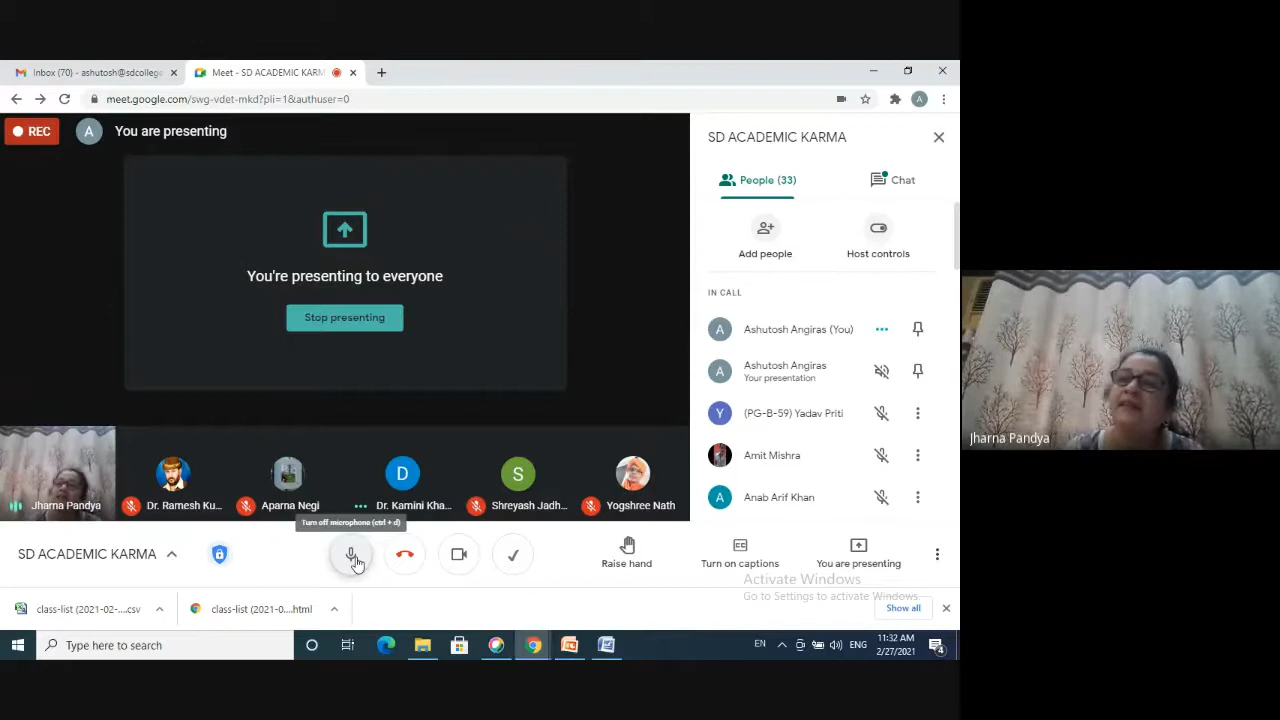 Inbox (70) - ashutosh@sdcollege
Meet - SD ACADEMIC KARM
meet.google.com/swg-vdet-mkd?pli=1&authuser=0
A
REC
A
You are presenting
You're presenting to everyone
Stop presenting
Jharna Pandya
Dr. Ramesh Ku...
Aparna Negi
D
Dr. Kamini Kha...
S
Shreyash Jadh...
Yogshree Nath
Turn off microphone (ctrl + d)
SD ACADEMIC KARMA
People (33)
Chat
Add people
Host controls
IN CALL
A
Ashutosh Angiras (You)
A
Ashutosh Angiras
Your presentation
Y
(PG-B-59) Yadav Priti
Amit Mishra
A
Anab Arif Khan
SD ACADEMIC KARMA
Raise hand
Turn on captions
You are presenting
Activate Windows
Go to Settings to activate Windows.
class-list (2021-02-....csv
class-list (2021-0....html
Show all
Type here to search
EN
ENG
11:32 AM
2/27/2021
4
Jharna Pandya